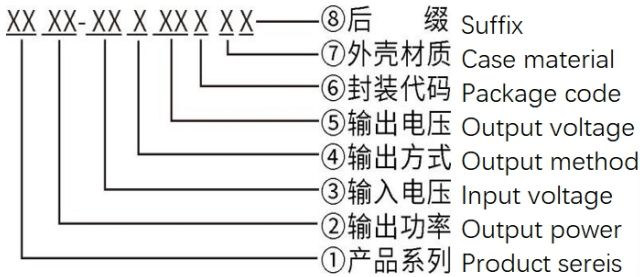 XX XX-XX X XX X X X
⑧后 缀 Suffix
⑦外壳材质 Case material
⑥封装代码 Package code
⑤输出电压 Output voltage
④输出方式 Output method
③输入电压 Input voltage
②输出功率 Output power
①产品系列 Product sereis